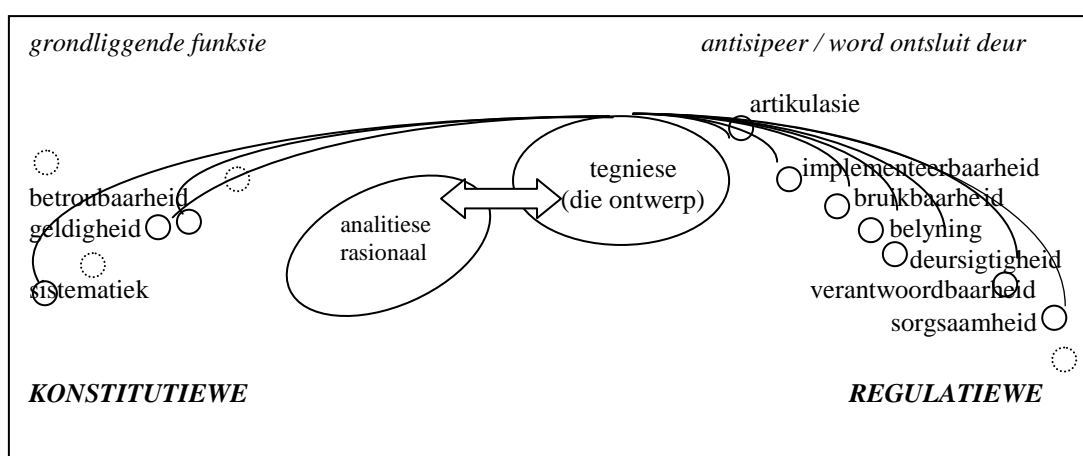 grondliggende funksie
antisipeer / word ontsluit deur
artikulasie
tegniese
(die ontwerp)
implementeerbaarheid
betroubaarheid
bruikbaarheid
geldigheid
analitiese
rasionaal
belyning
deursigtigheid
sistematiek
verantwoordbaarheid
sorgsaamheid
KONSTITUTIEWE
REGULATIEWE